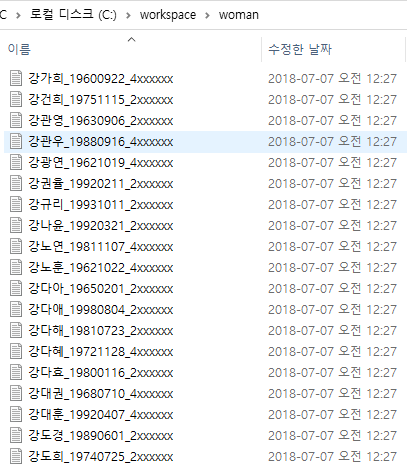 C > 로컬 디스크 (C:) > workspace > woman
이름 수정한 날짜
강가희_19600922_4xxxxxx 2018-07-07 오전 12:27
강건희_19751115_2xxxxxx 2018-07-07 오전 12:27
강관영_19630906_2xxxxxx 2018-07-07 오전 12:27
강관우_19880916_4xxxxxx 2018-07-07 오전 12:27
강광연_19621019_4xxxxxx 2018-07-07 오전 12:27
강권율_19920211_2xxxxxx 2018-07-07 오전 12:27
강규리_19931011_2xxxxxx 2018-07-07 오전 12:27
강나윤_19920321_2xxxxxx 2018-07-07 오전 12:27
강노연_19811107_4xxxxxx 2018-07-07 오전 12:27
강노훈_19621022_4xxxxxx 2018-07-07 오전 12:27
강다아_19650201_2xxxxxx 2018-07-07 오전 12:27
강다애_19980804_2xxxxxx 2018-07-07 오전 12:27
강다해_19810723_2xxxxxx 2018-07-07 오전 12:27
강다혜_19721128_4xxxxxx 2018-07-07 오전 12:27
강다효_19800116_2xxxxxx 2018-07-07 오전 12:27
강대권_19680710_4xxxxxx 2018-07-07 오전 12:27
강대훈_19920407_4xxxxxx 2018-07-07 오전 12:27
강도경_19890601_2xxxxxx 2018-07-07 오전 12:27
강도희_19740725_2xxxxxx 2018-07-07 오전 12:27